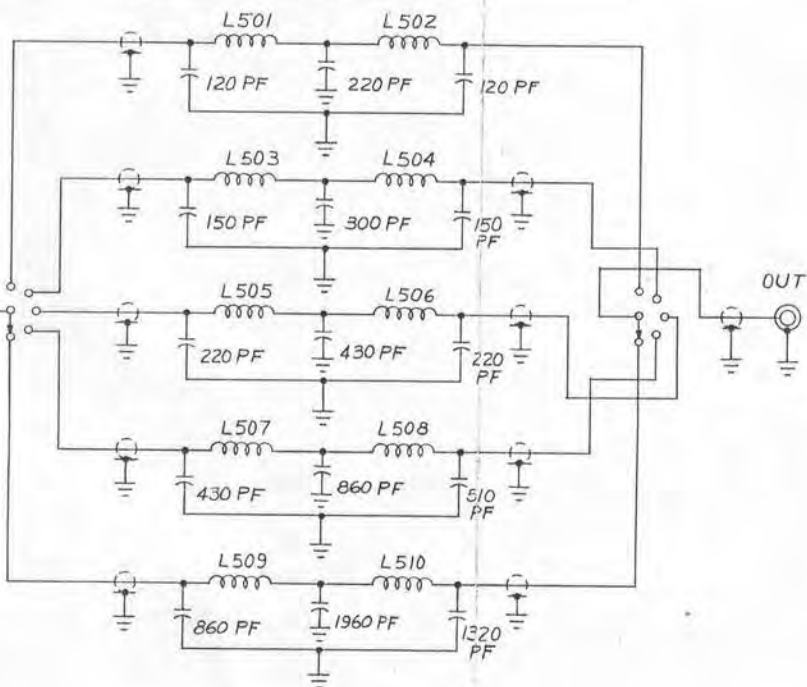 L501 L502
120 PF 220 PF 120 PF
L503 L504
150 PF 300 PF 150
PF
OUT
L505 L506
220 PF 430 PF 220
PF
L507 L508
430 PF 860 PF 510
PF
L509 L510
860 PF 1960 PF 1320
PF